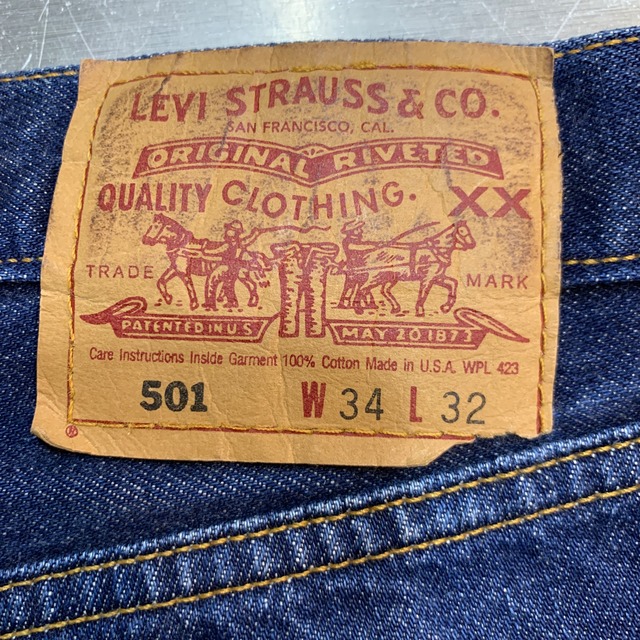 LEVI STRAUSS & CO.
SAN FRANCISCO, CAL.
ORIGINAL RIVETED
QUALITY CLOTHING. XX
TRADE MARK
PATENTED IN U.S. MAY 20 1873
Care Instructions Inside Garment 100% Cotton Made in U.S.A. WPL 423
501 W 34 L 32
®